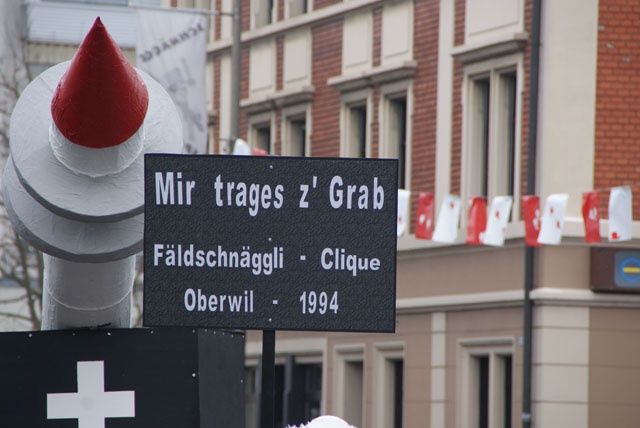 Mir trages z' Grab
Fäldschnäggli - Clique
Oberwil - 1994